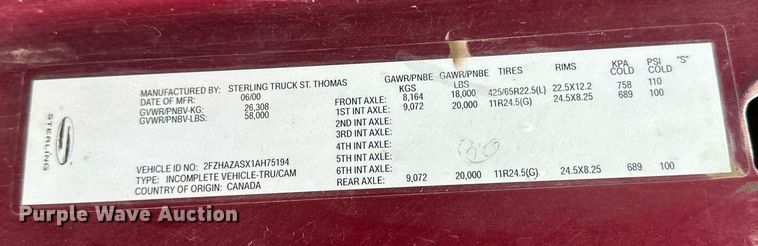 GAWR/PNBE GAWR/PNBE TIRES RIMS KPA PSI "S"
KGS LBS COLD COLD
MANUFACTURED BY: STERLING TRUCK ST. THOMAS
DATE OF MFR: 06/00
GVWR/PNBV-KG: 26,308
GVWR/PNBV-LBS: 58,000
FRONT AXLE: 8,164 18,000 425/65R22.5(L) 22.5X12.2 758 110
1ST INT AXLE: 9,072 20,000 11R24.5(G) 24.5X8.25 689 100
2ND INT AXLE:
3RD INT AXLE:
4TH INT AXLE:
5TH INT AXLE:
6TH INT AXLE:
REAR AXLE: 9,072 20,000 11R24.5(G) 24.5X8.25 689 100
VEHICLE ID NO: 2FZHAZASX1AH75194
TYPE: INCOMPLETE VEHICLE-TRU/CAM
COUNTRY OF ORIGIN: CANADA
STERLING
Purple Wave Auction